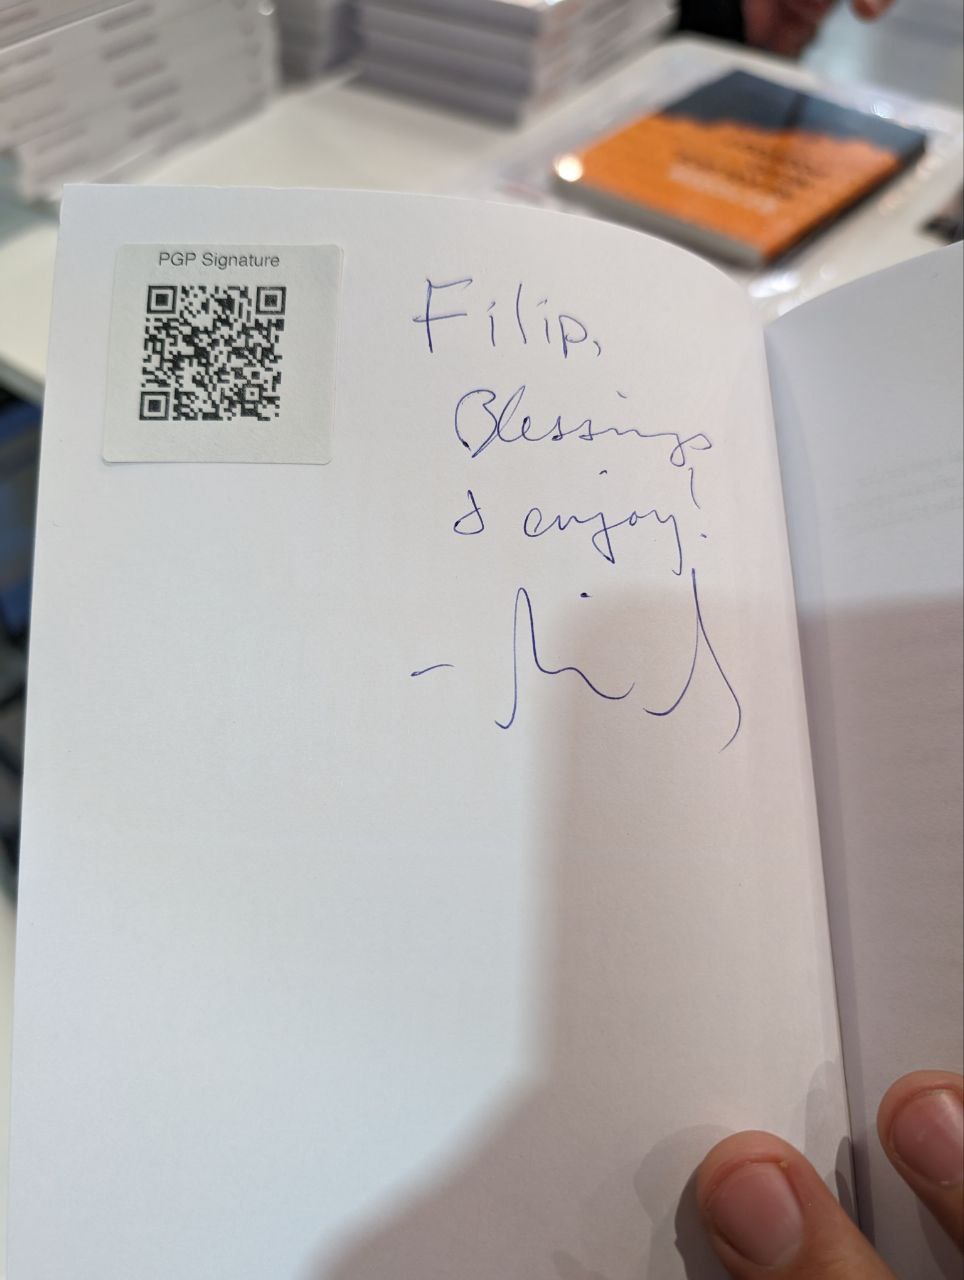 PGP Signature
Filip,
Blessings
& enjoy!